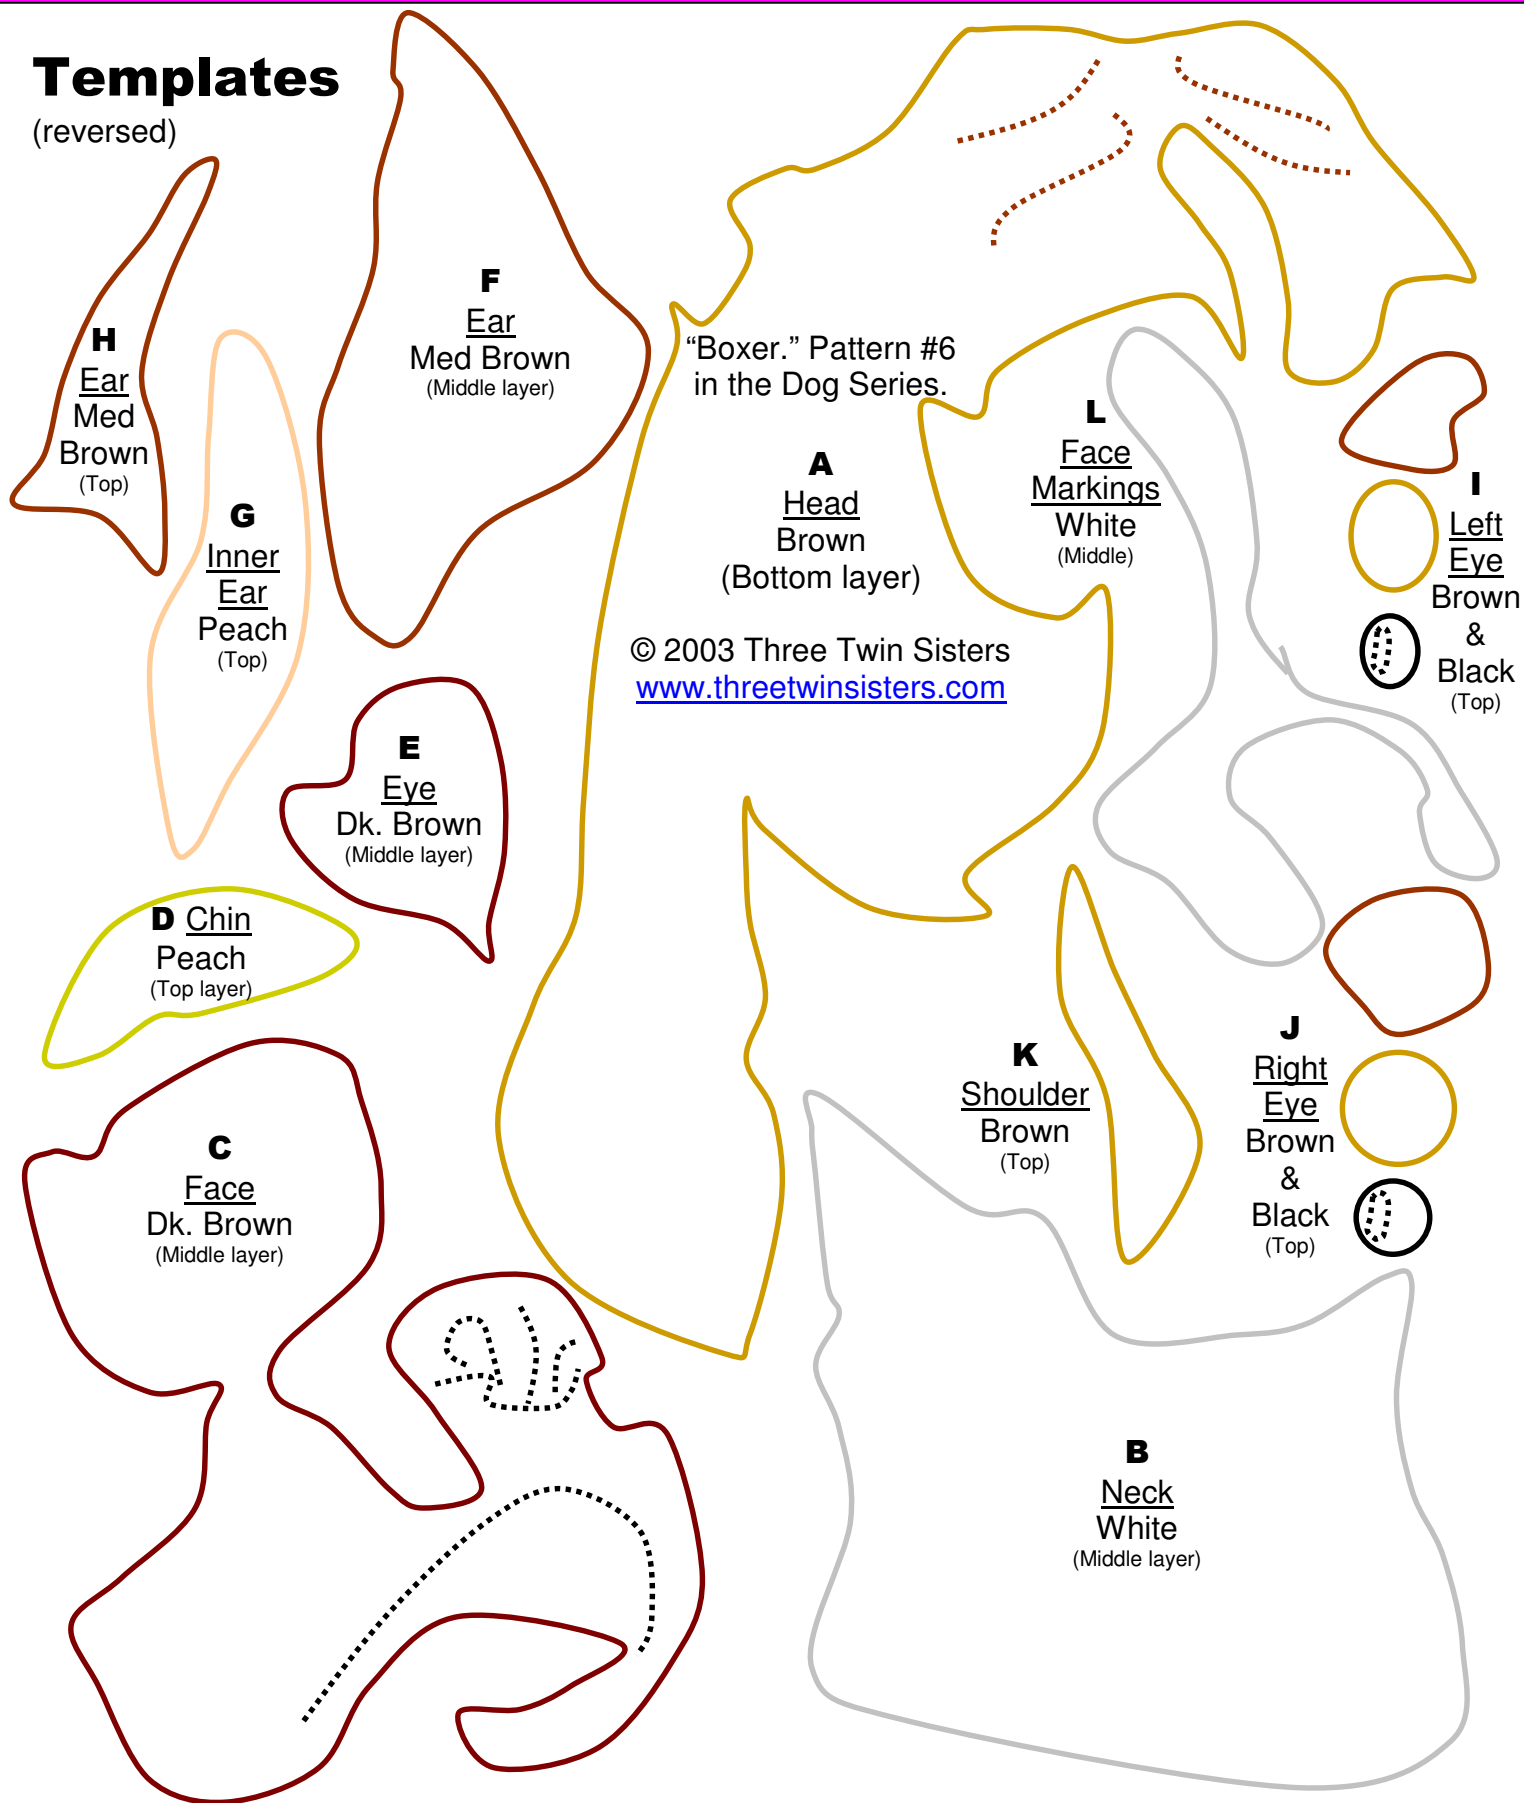 Templates
(reversed)
H
Ear
Med
Brown
(Top)
F
Ear
Med Brown
(Middle layer)
G
Inner
Ear
Peach
(Top)
"Boxer." Pattern #6
in the Dog Series.
A
Head
Brown
(Bottom layer)
© 2003 Three Twin Sisters
www.threetwinsisters.com
L
Face
Markings
White
(Middle)
I
Left
Eye
Brown
&
Black
(Top)
E
Eye
Dk. Brown
(Middle layer)
D Chin
Peach
(Top layer)
C
Face
Dk. Brown
(Middle layer)
K
Shoulder
Brown
(Top)
J
Right
Eye
Brown
&
Black
(Top)
B
Neck
White
(Middle layer)